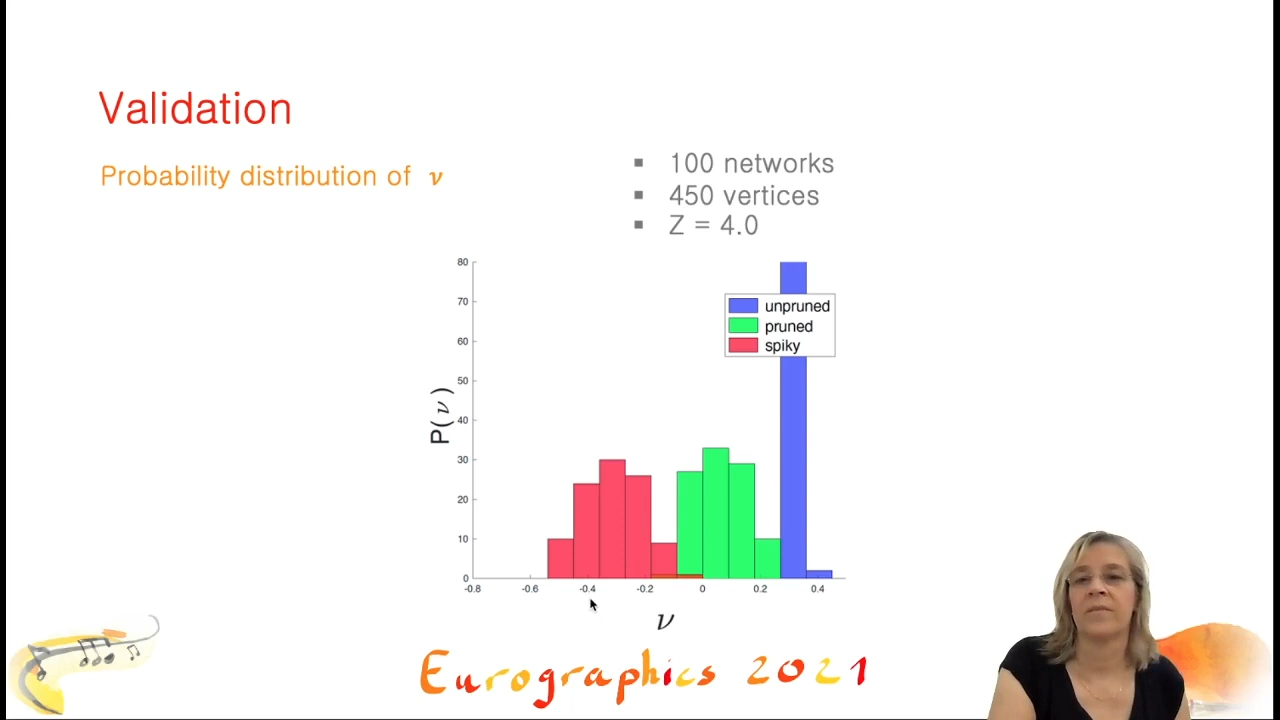 Validation
Probability distribution of ν
▪ 100 networks
▪ 450 vertices
▪ Z = 4.0
80
70
60
50
40
30
20
10
0
P(ν)
unpruned
pruned
spiky
-0.8 -0.6 -0.4 -0.2 0 0.2 0.4
ν
Eurographics 2021